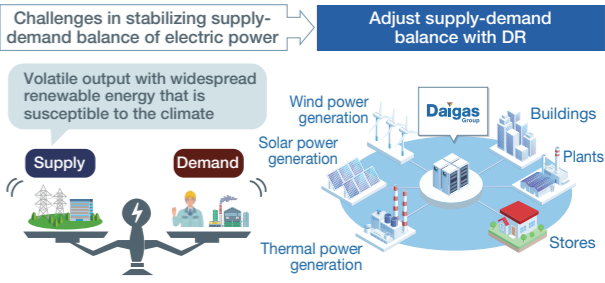 Challenges in stabilizing supply-
demand balance of electric power
Adjust supply-demand
balance with DR
Volatile output with widespread
renewable energy that is
susceptible to the climate
Supply
Demand
Wind power
generation
Solar power
generation
Thermal power
generation
Daigas
Group
Buildings
Plants
Stores